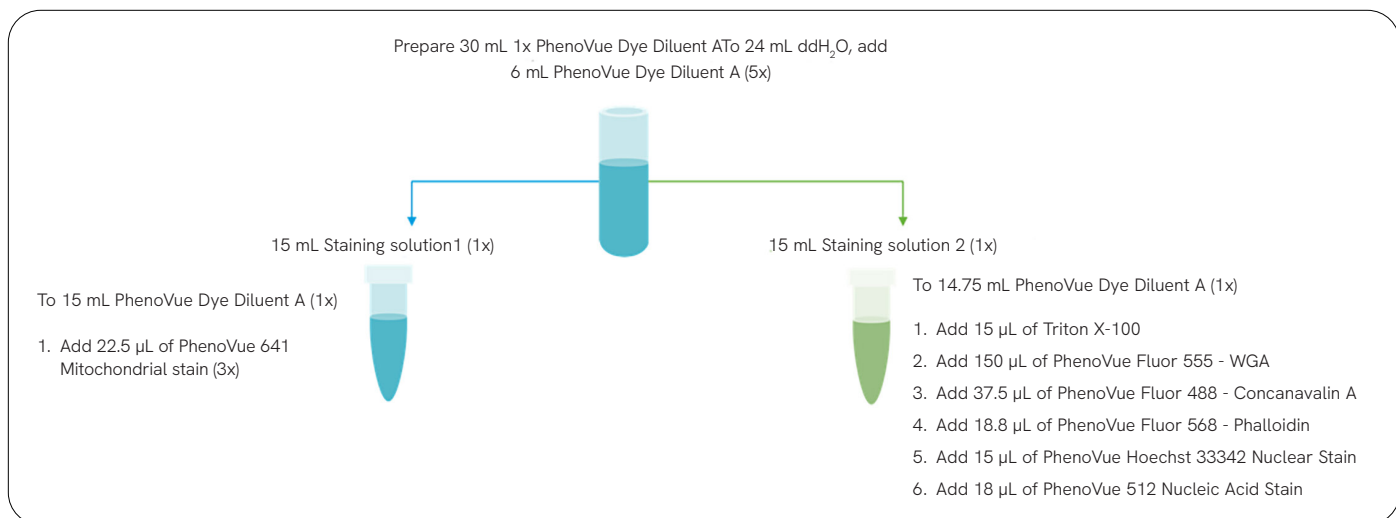 Prepare 30 mL 1x PhenoVue Dye Diluent ATo 24 mL ddH₂O, add
6 mL PhenoVue Dye Diluent A (5x)
15 mL Staining solution1 (1x)
To 15 mL PhenoVue Dye Diluent A (1x)
1. Add 22.5 µL of PhenoVue 641
Mitochondrial stain (3x)
15 mL Staining solution 2 (1x)
To 14.75 mL PhenoVue Dye Diluent A (1x)
1. Add 15 µL of Triton X-100
2. Add 150 µL of PhenoVue Fluor 555 - WGA
3. Add 37.5 µL of PhenoVue Fluor 488 - Concanavalin A
4. Add 18.8 µL of PhenoVue Fluor 568 - Phalloidin
5. Add 15 µL of PhenoVue Hoechst 33342 Nuclear Stain
6. Add 18 µL of PhenoVue 512 Nucleic Acid Stain